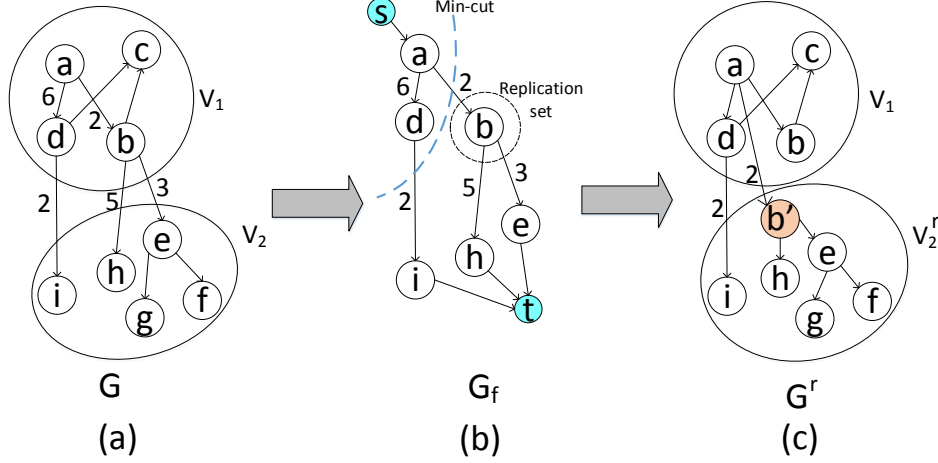 a
c
V1
6
2
d
b
2
5
3
V2
e
h
i
g
f
G
(a)
s
Min-cut
a
6
2
Replication
set
d
b
2
5
3
e
h
i
t
Gf
(b)
a
c
V1
d
b
2
2
b'
V2r
e
h
i
g
f
Gr
(c)